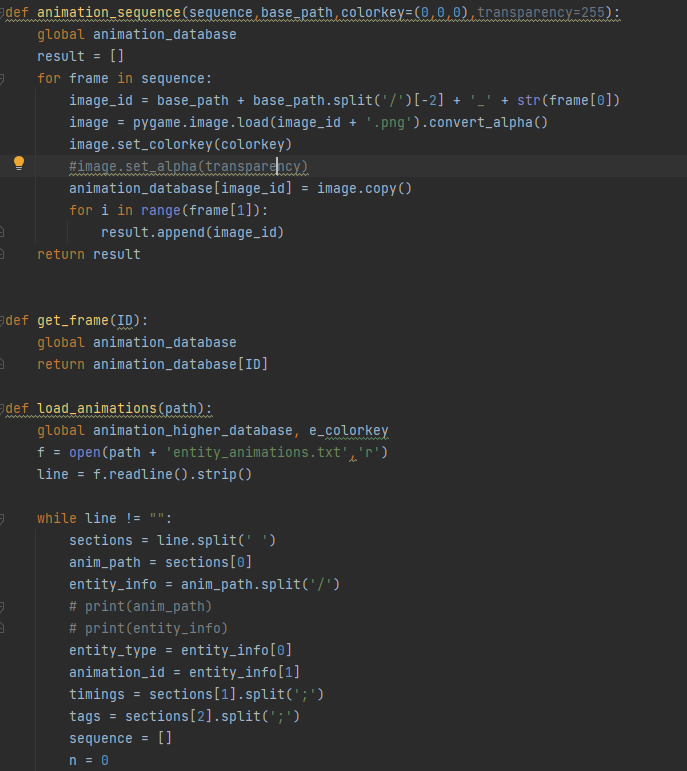 def animation_sequence(sequence,base_path,colorkey=(0,0,0),transparency=255):
    global animation_database
    result = []
    for frame in sequence:
        image_id = base_path + base_path.split('/')[-2] + '_' + str(frame[0])
        image = pygame.image.load(image_id + '.png').convert_alpha()
        image.set_colorkey(colorkey)
        #image.set_alpha(transparency)
        animation_database[image_id] = image.copy()
        for i in range(frame[1]):
            result.append(image_id)
    return result
def get_frame(ID):
    global animation_database
    return animation_database[ID]
def load_animations(path):
    global animation_higher_database, e_colorkey
    f = open(path + 'entity_animations.txt','r')
    line = f.readline().strip()
    while line != "":
        sections = line.split(' ')
        anim_path = sections[0]
        entity_info = anim_path.split('/')
        # print(anim_path)
        # print(entity_info)
        entity_type = entity_info[0]
        animation_id = entity_info[1]
        timings = sections[1].split(';')
        tags = sections[2].split(';')
        sequence = []
        n = 0